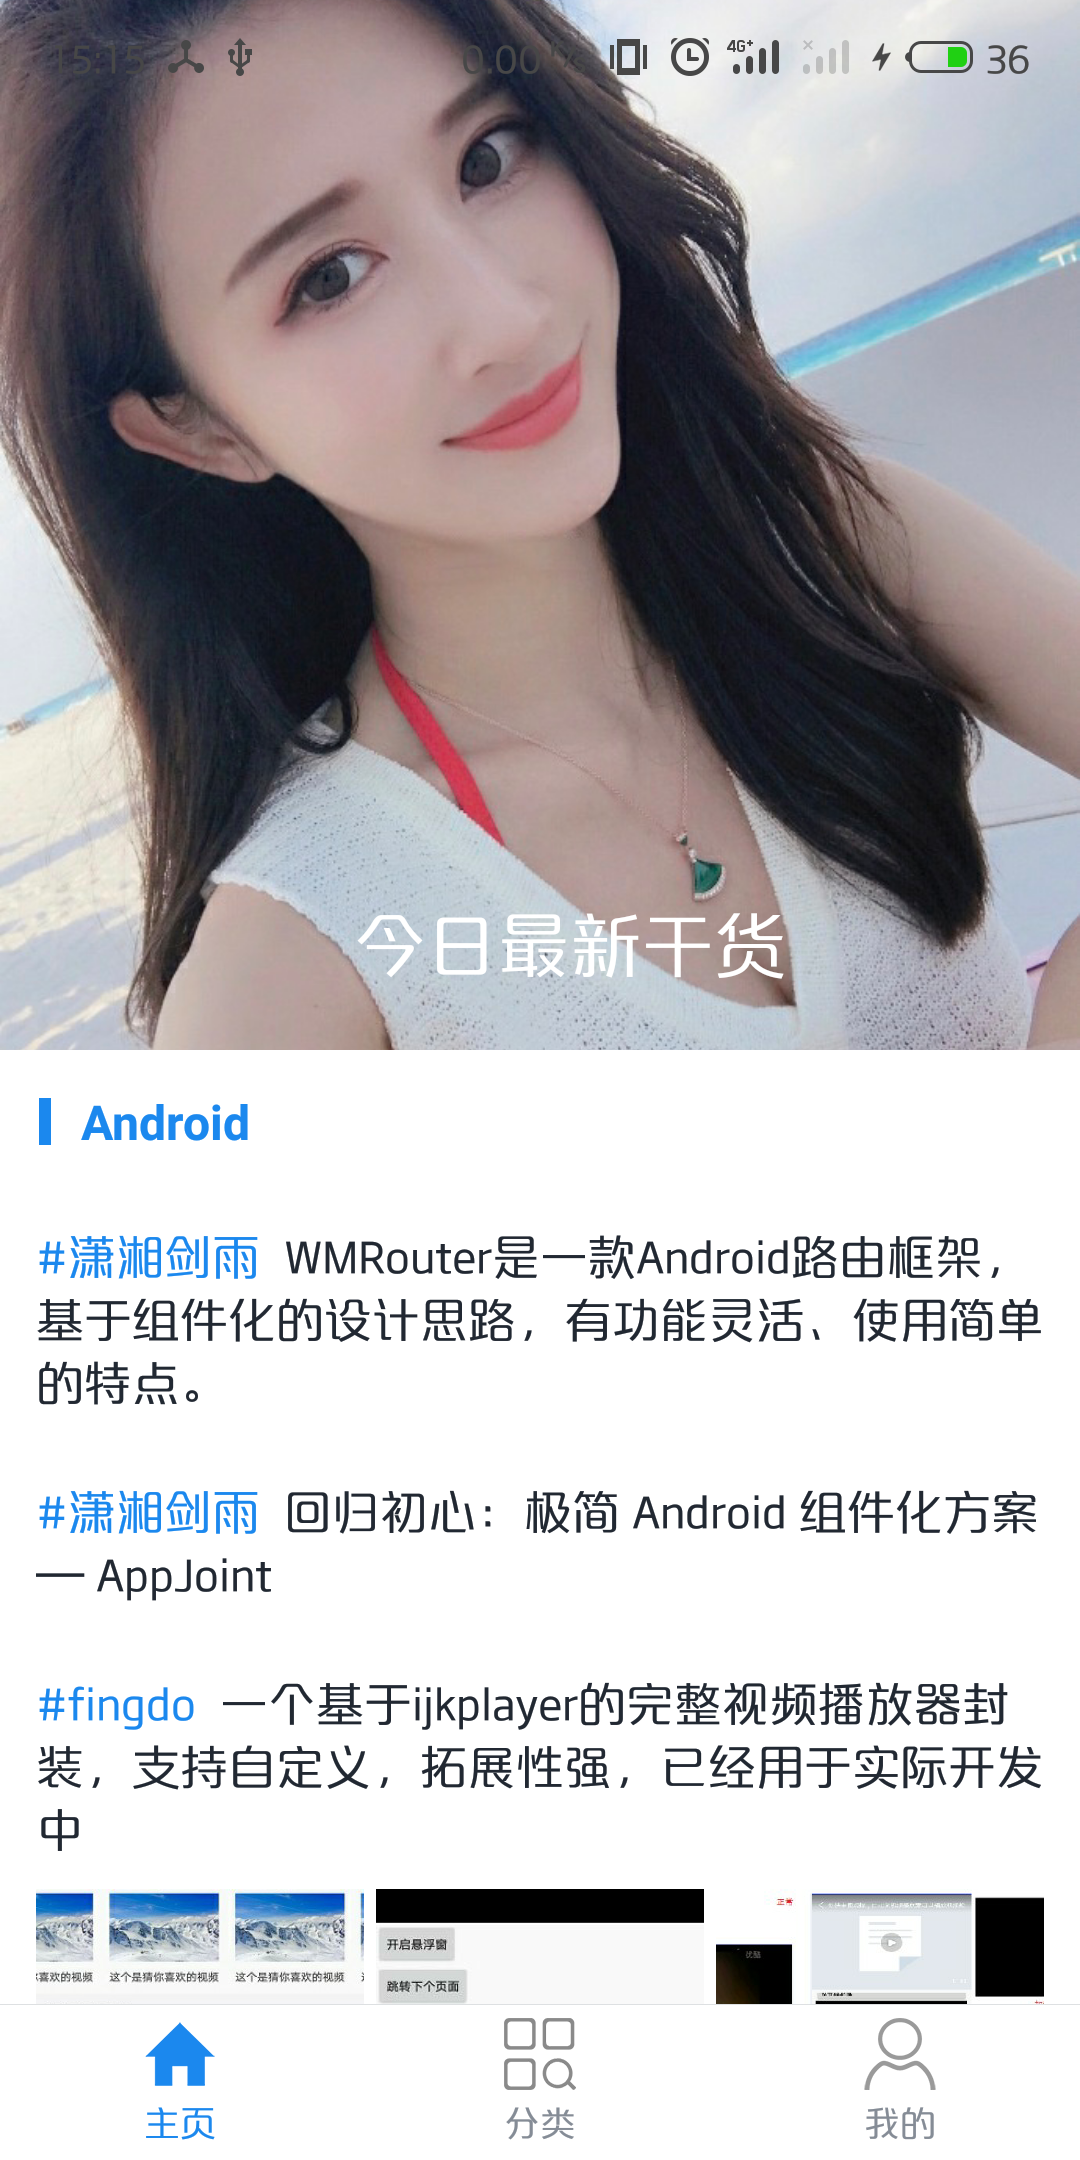 15:15
0.00
4G+
36
今日最新干货
Android
#潇湘剑雨 WMRouter是一款Android路由框架，
基于组件化的设计思路，有功能灵活、使用简单
的特点。
#潇湘剑雨 回归初心：极简 Android 组件化方案
— AppJoint
#fingdo 一个基于ijkplayer的完整视频播放器封
装，支持自定义，拓展性强，已经用于实际开发
中
喜欢的视频 这个是猜你喜欢的视频 这个是猜你喜欢的视频
开启悬浮窗
跳转下个页面
正常
优酷
主页 分类 我的